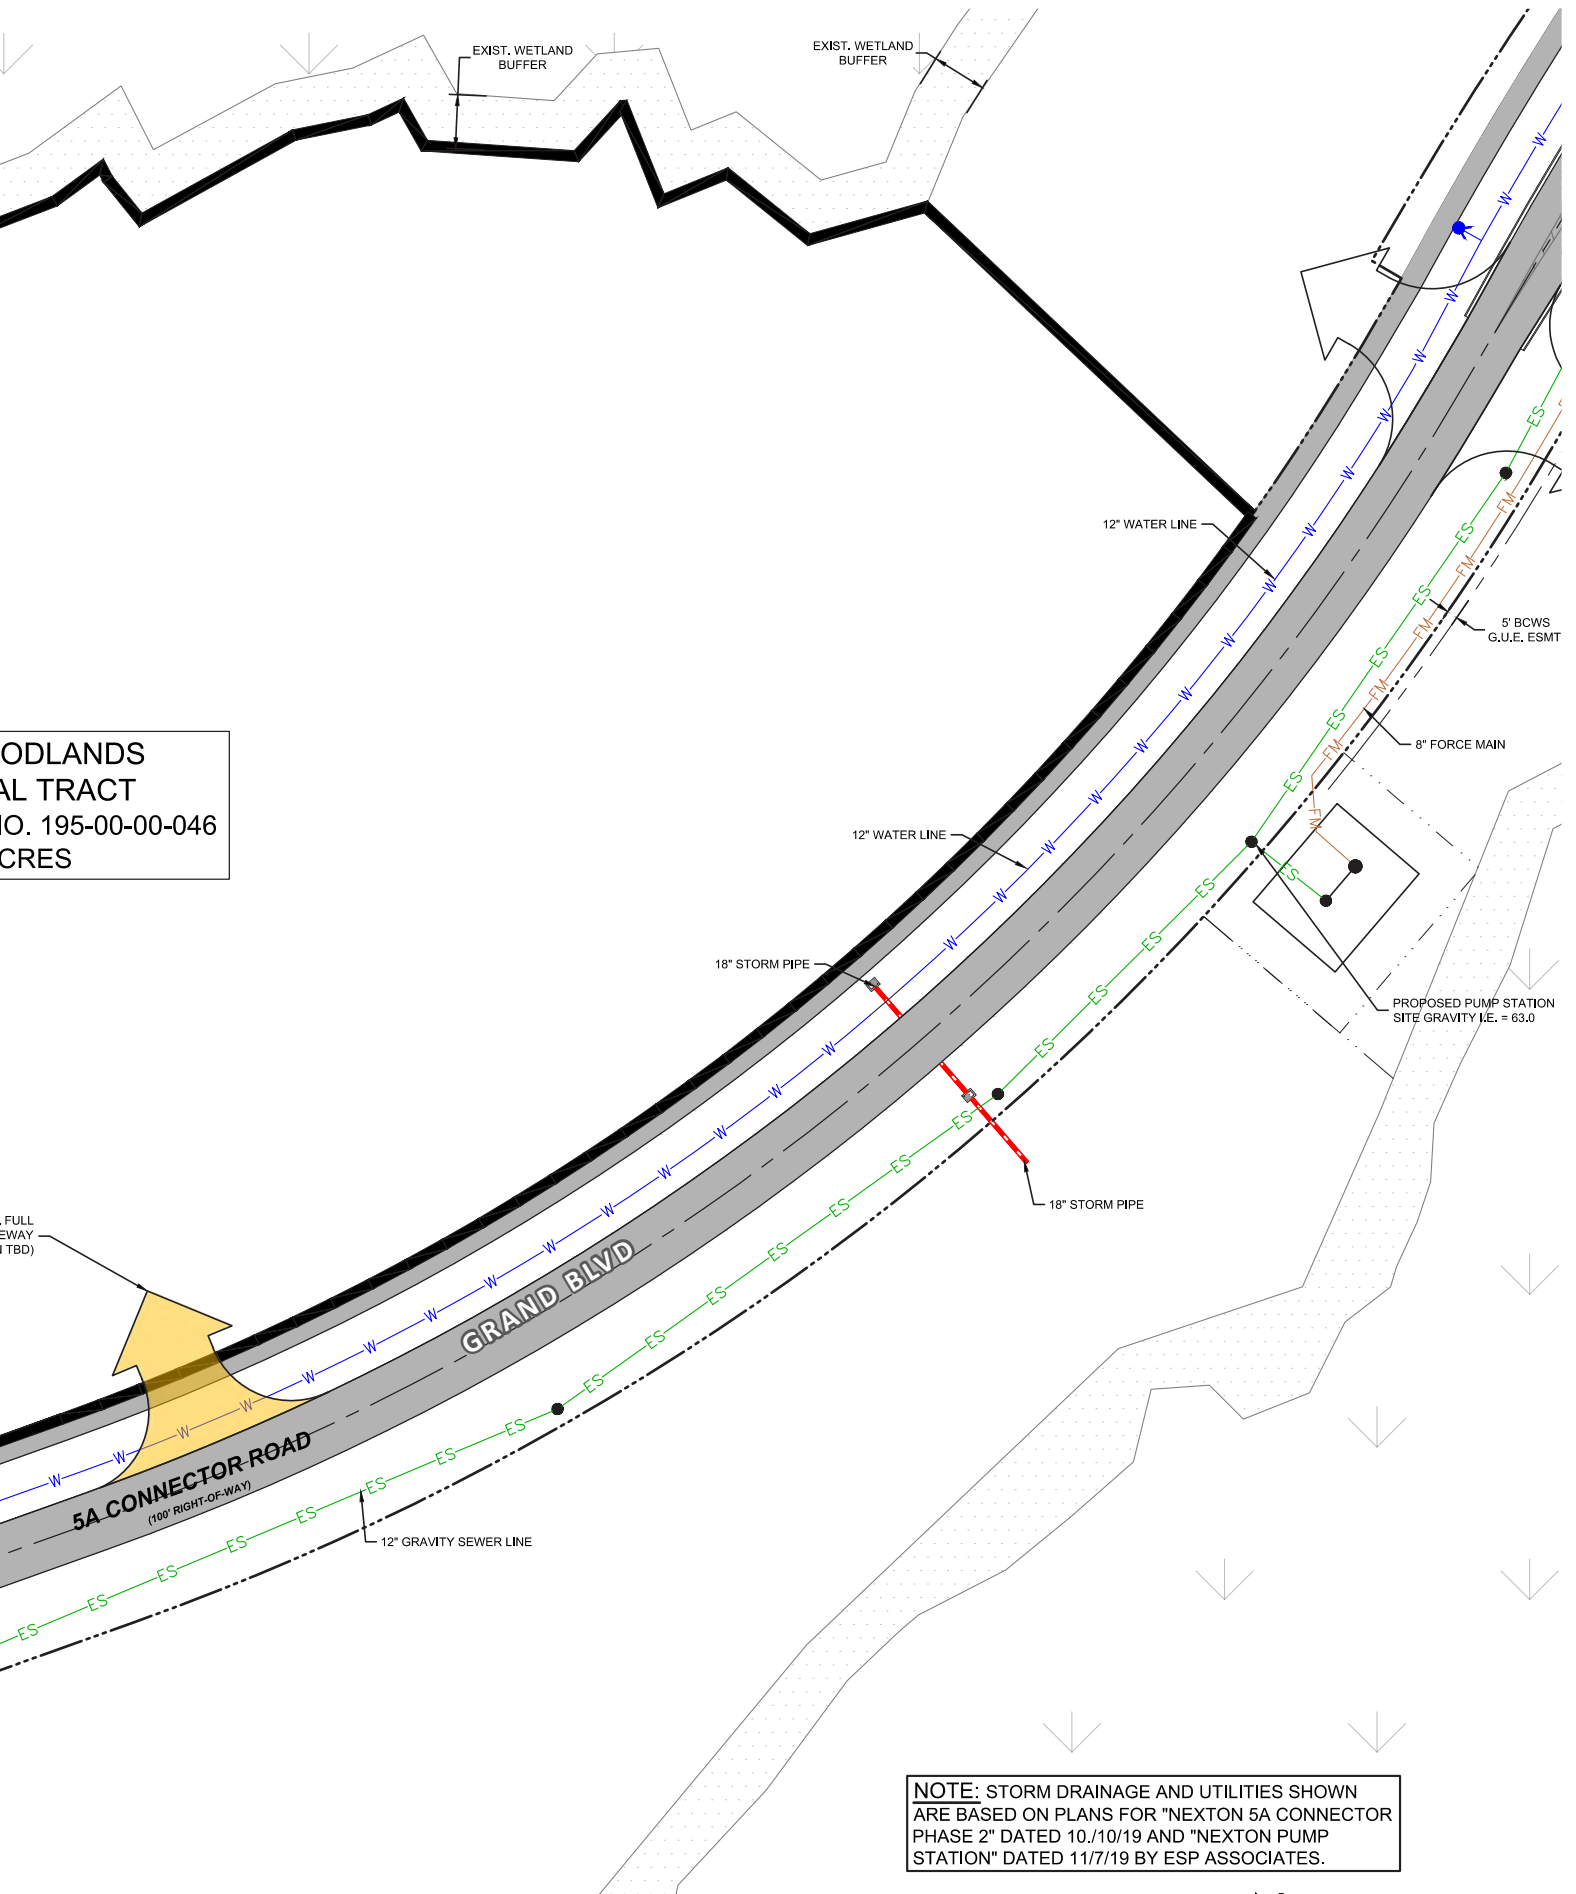 EXIST. WETLAND
BUFFER
EXIST. WETLAND
BUFFER
12" WATER LINE
5' BCWS
G.U.E. ESMT
8" FORCE MAIN
ODLANDS
AL TRACT
NO. 195-00-00-046
CRES
12" WATER LINE
18" STORM PIPE
PROPOSED PUMP STATION
SITE GRAVITY I.E. = 63.0
18" STORM PIPE
. FULL
EWAY
N TBD)
GRAND BLVD
5A CONNECTOR ROAD
(100' RIGHT-OF-WAY)
12" GRAVITY SEWER LINE
NOTE: STORM DRAINAGE AND UTILITIES SHOWN
ARE BASED ON PLANS FOR "NEXTON 5A CONNECTOR
PHASE 2" DATED 10./10/19 AND "NEXTON PUMP
STATION" DATED 11/7/19 BY ESP ASSOCIATES.